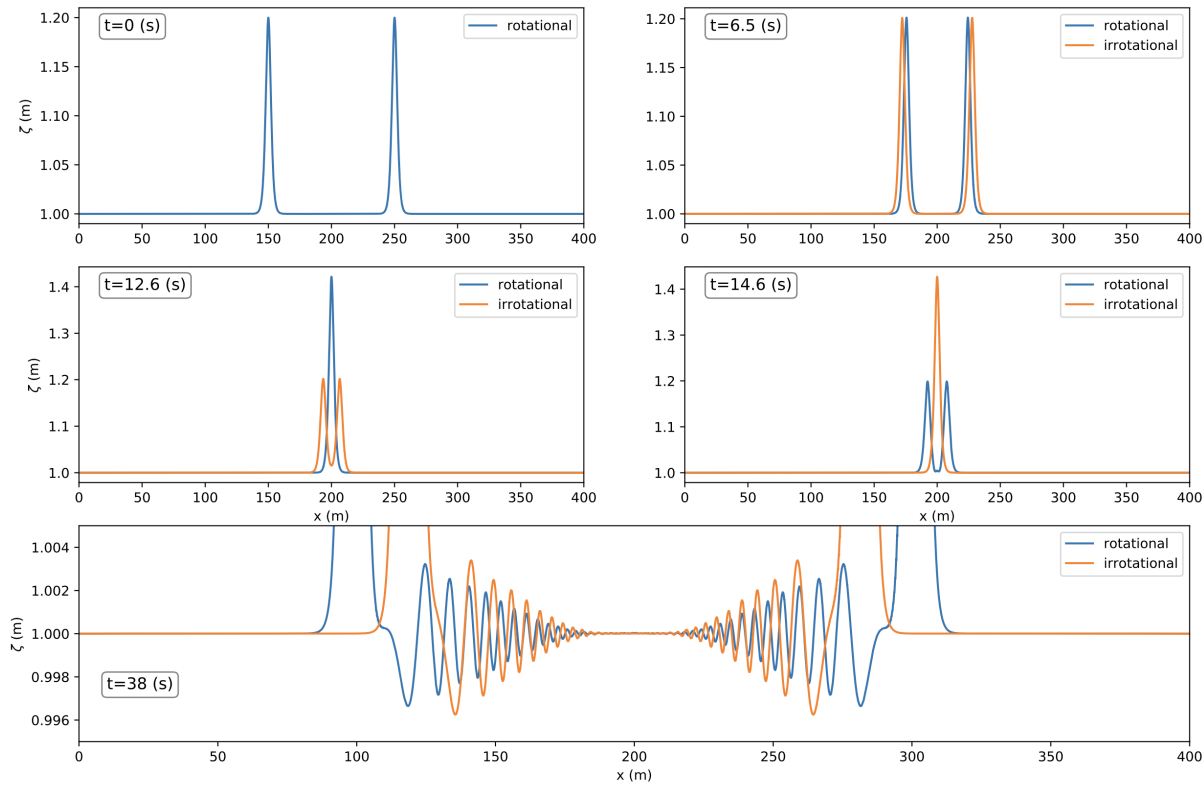 t=0 (s)
rotational
ζ (m)
1.20
1.15
1.10
1.05
1.00
0 50 100 150 200 250 300 350 400
t=6.5 (s)
rotational
irrotational
1.20
1.15
1.10
1.05
1.00
0 50 100 150 200 250 300 350 400
t=12.6 (s)
rotational
irrotational
ζ (m)
1.4
1.3
1.2
1.1
1.0
0 50 100 150 200 250 300 350 400
x (m)
t=14.6 (s)
rotational
irrotational
1.4
1.3
1.2
1.1
1.0
0 50 100 150 200 250 300 350 400
x (m)
rotational
irrotational
ζ (m)
1.004
1.002
1.000
0.998
0.996
t=38 (s)
0 50 100 150 200 250 300 350 400
x (m)